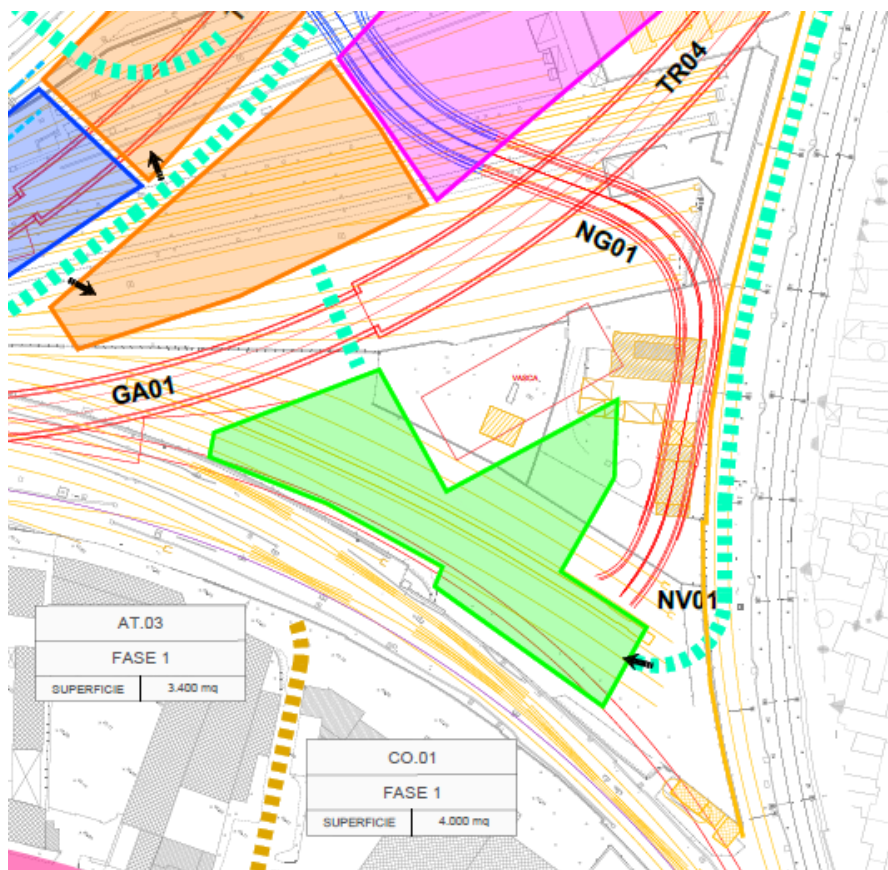 TR04
NG01
GA01
VASCA
NV01
AT.03
FASE 1
SUPERFICIE 3.400 mq
CO.01
FASE 1
SUPERFICIE 4.000 mq